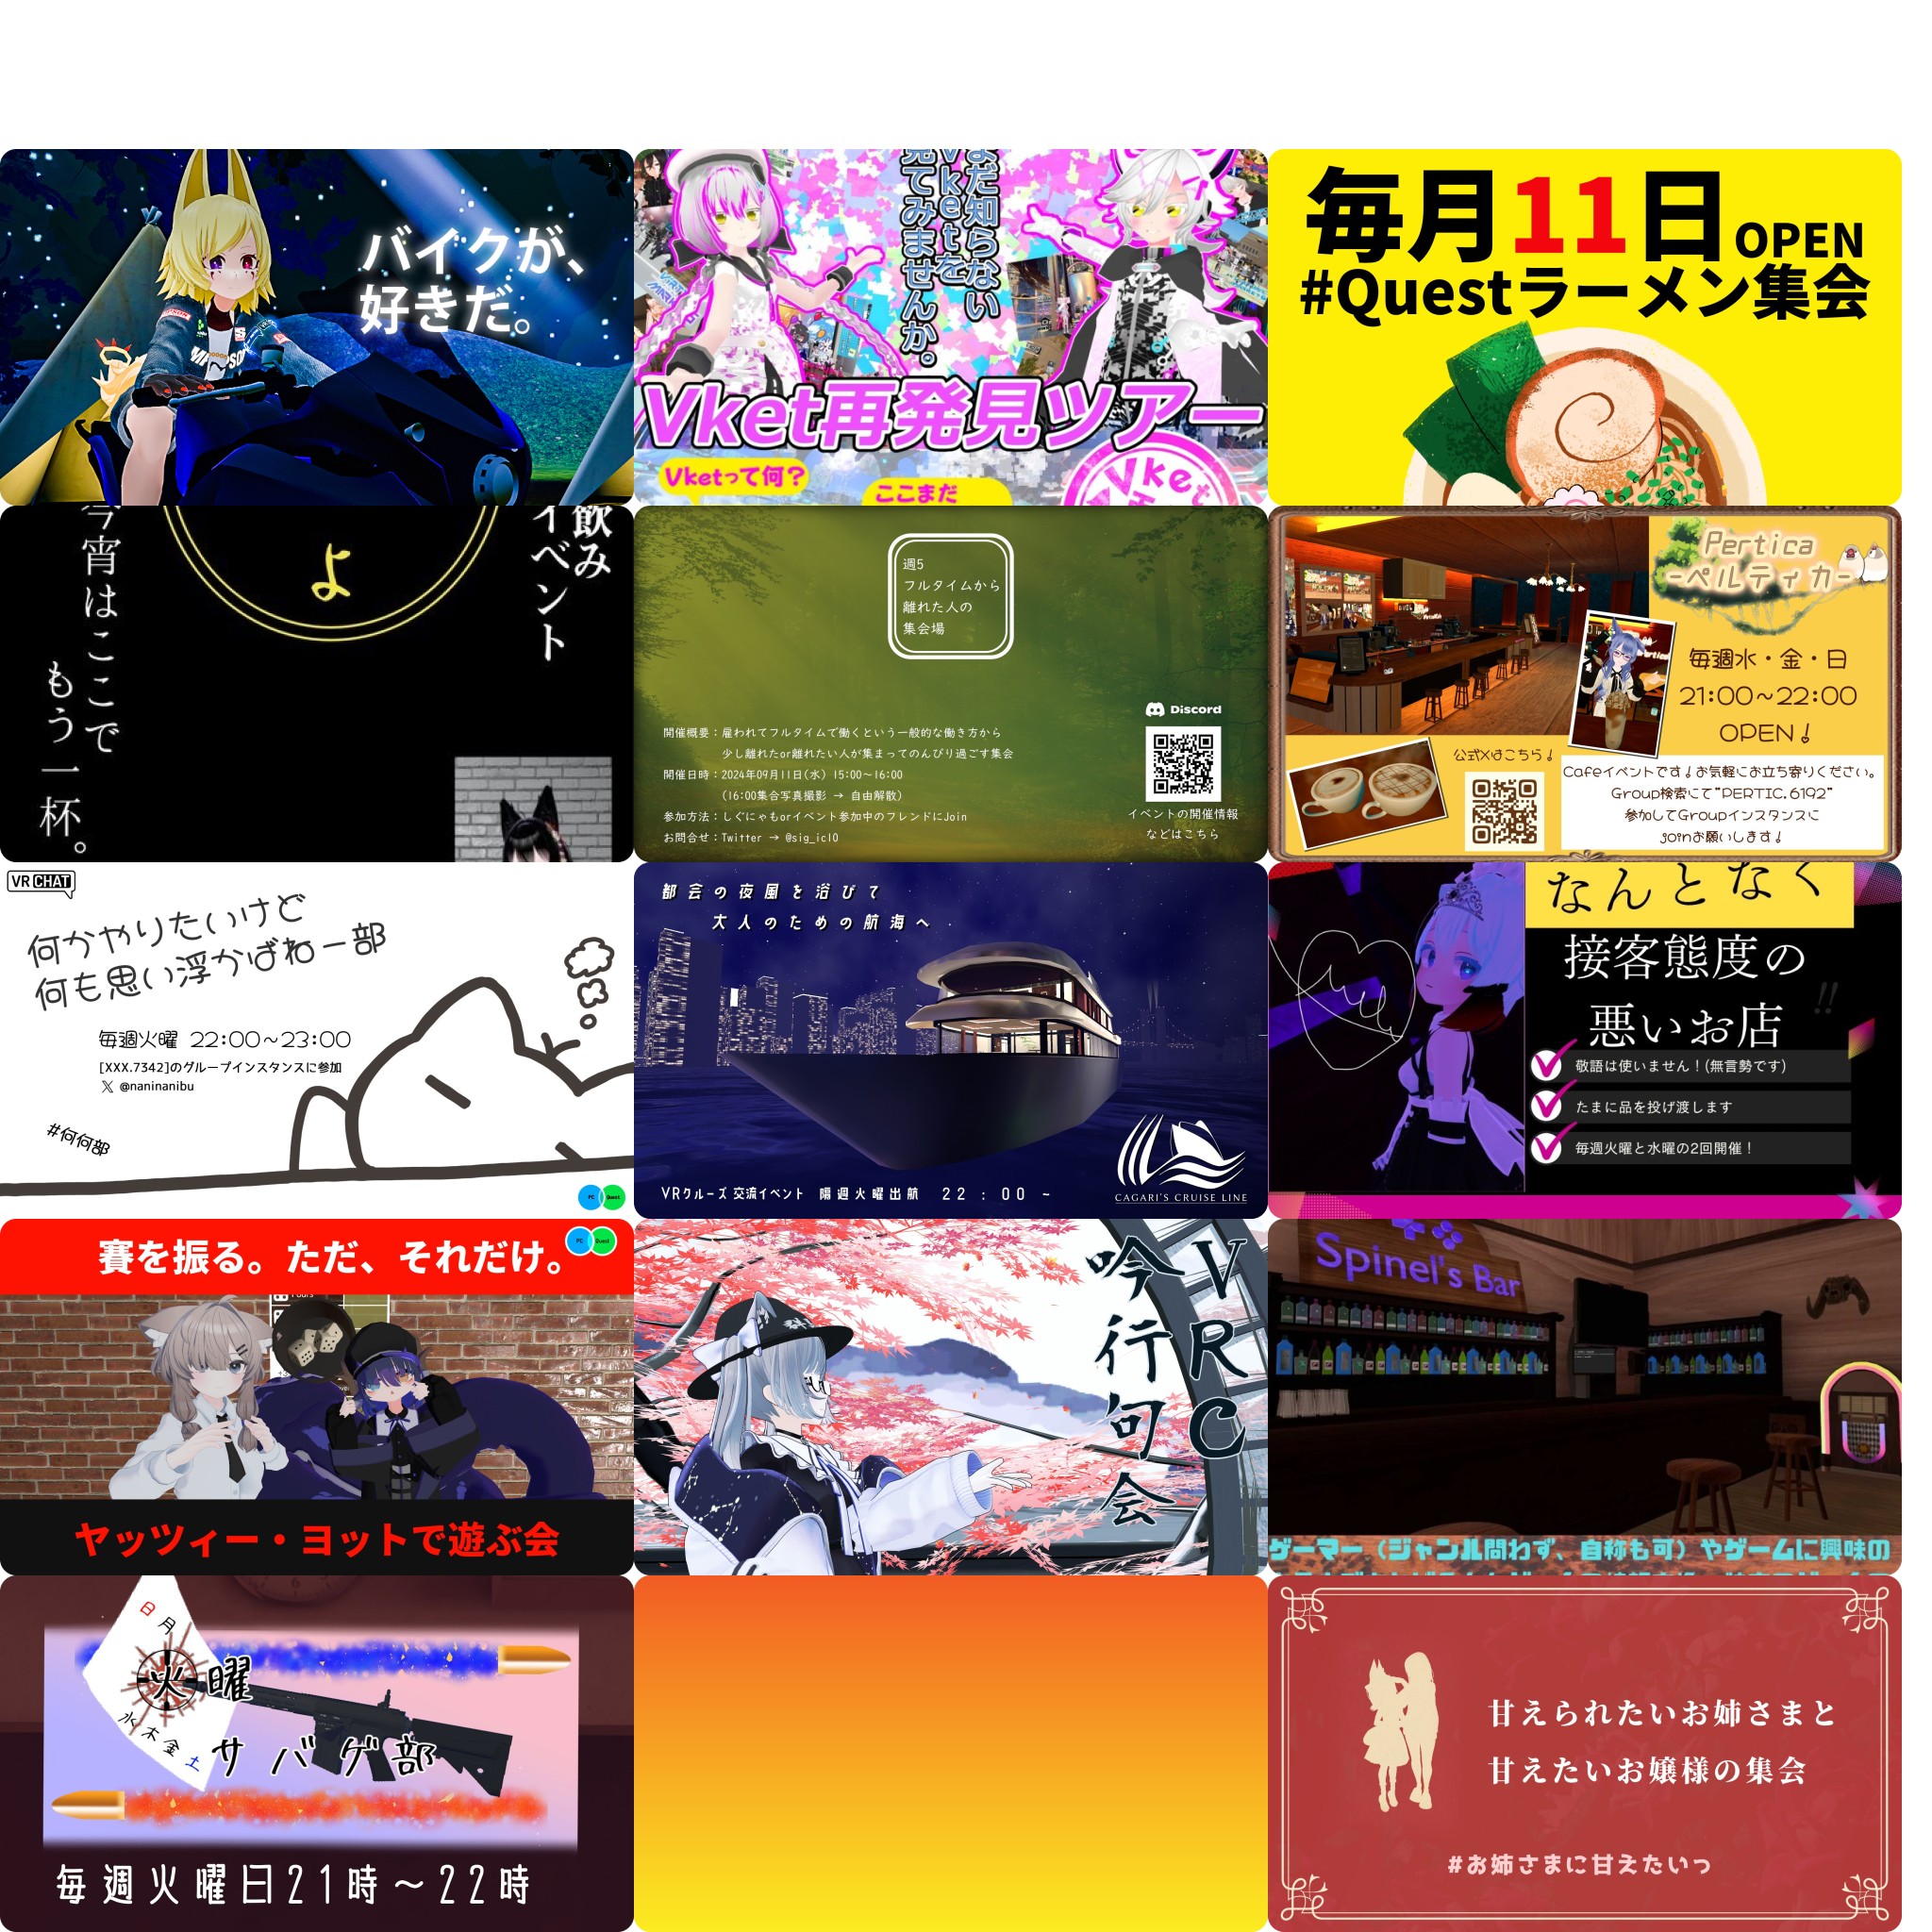 バイクが、
好きだ。
まだ知らない
Vketを
見てみませんか。
Vket再発見ツアー
Vketって何?
ここまだ
Vket
毎月11日OPEN
#Questラーメン集会
飲み
イベント
よ
今宵はここで
もう一杯。
週5
フルタイムから
離れた人の
集会場
開催概要:雇われてフルタイムで働くという一般的な働き方から
少し離れたor離れたい人が集まってのんびり過ごす集会
開催日時:2024年09月11日(水) 15:00~16:00
(16:00集合写真撮影 → 自由解散)
参加方法:しぐにゃもorイベント参加中のフレンドにJoin
お問合せ:Twitter → @sig_icl0
Discord
イベントの開催情報
などはこちら
Pertica
-ペルティカ-
毎週水・金・日
21:00~22:00
OPEN!
公式Xはこちら!
Cafeイベントです!お気軽にお立ち寄りください。
Group検索にて"PERTIC.6192"
参加してGroupインスタンスに
joinお願いします!
VRCHAT
何かやりたいけど
何も思い浮かばねー部
毎週火曜 22:00~23:00
[XXX.7342]のグループインスタンスに参加
X @naninanibu
#何何部
PC Quest
都会の夜風を浴びて
大人のための航海へ
VRクルーズ交流イベント 隔週火曜出航 22:00~
CAGARI'S CRUISE LINE
なんとなく
接客態度の
悪いお店!!
敬語は使いません!(無言勢です)
たまに品を投げ渡します
毎週火曜と水曜の2回開催!
賽を振る。ただ、それだけ。
PC Quest
ヤッツィー・ヨットで遊ぶ会
VRC
吟行句会
Spinel's Bar
ゲーマー(ジャンル問わず、自称も可)やゲームに興味の
日月火曜
水木金土
サバゲ部
毎週火曜日21時~22時
甘えられたいお姉さまと
甘えたいお嬢様の集会
#お姉さまに甘えたいっ